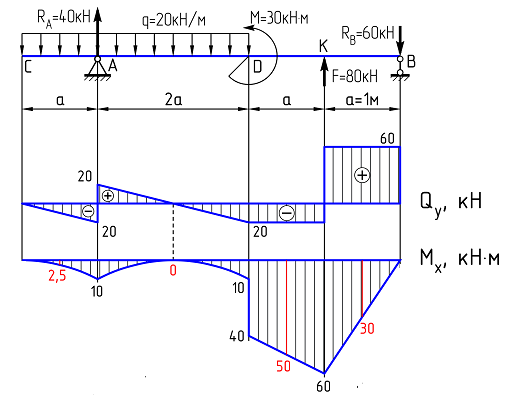 R_A=40кН q=20кН/м M=30кН·м R_B=60кН
K
C A D B
F=80кН
a 2a a a=1м
60
20 + Q_y, кН
− −
20 20
M_x, кН·м
2,5 0
10 10
30
40
50
60